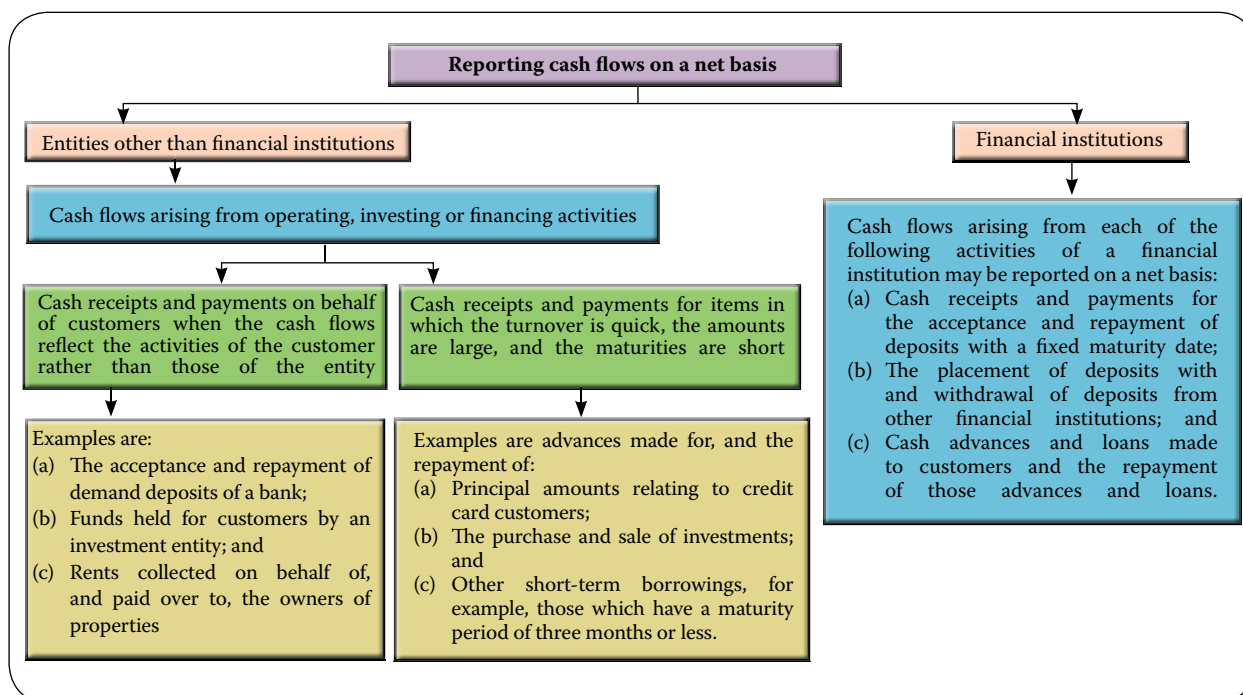 Reporting cash flows on a net basis
Entities other than financial institutions
Financial institutions
Cash flows arising from operating, investing or financing activities
Cash receipts and payments on behalf
of customers when the cash flows
reflect the activities of the customer
rather than those of the entity
Cash receipts and payments for items in
which the turnover is quick, the amounts
are large, and the maturities are short
Examples are:
(a) The acceptance and repayment of
demand deposits of a bank;
(b) Funds held for customers by an
investment entity; and
(c) Rents collected on behalf of,
and paid over to, the owners of
properties
Examples are advances made for, and the
repayment of:
(a) Principal amounts relating to credit
card customers;
(b) The purchase and sale of investments;
and
(c) Other short-term borrowings, for
example, those which have a maturity
period of three months or less.
Cash flows arising from each of the
following activities of a financial
institution may be reported on a net basis:
(a) Cash receipts and payments for
the acceptance and repayment of
deposits with a fixed maturity date;
(b) The placement of deposits with
and withdrawal of deposits from
other financial institutions; and
(c) Cash advances and loans made
to customers and the repayment
of those advances and loans.